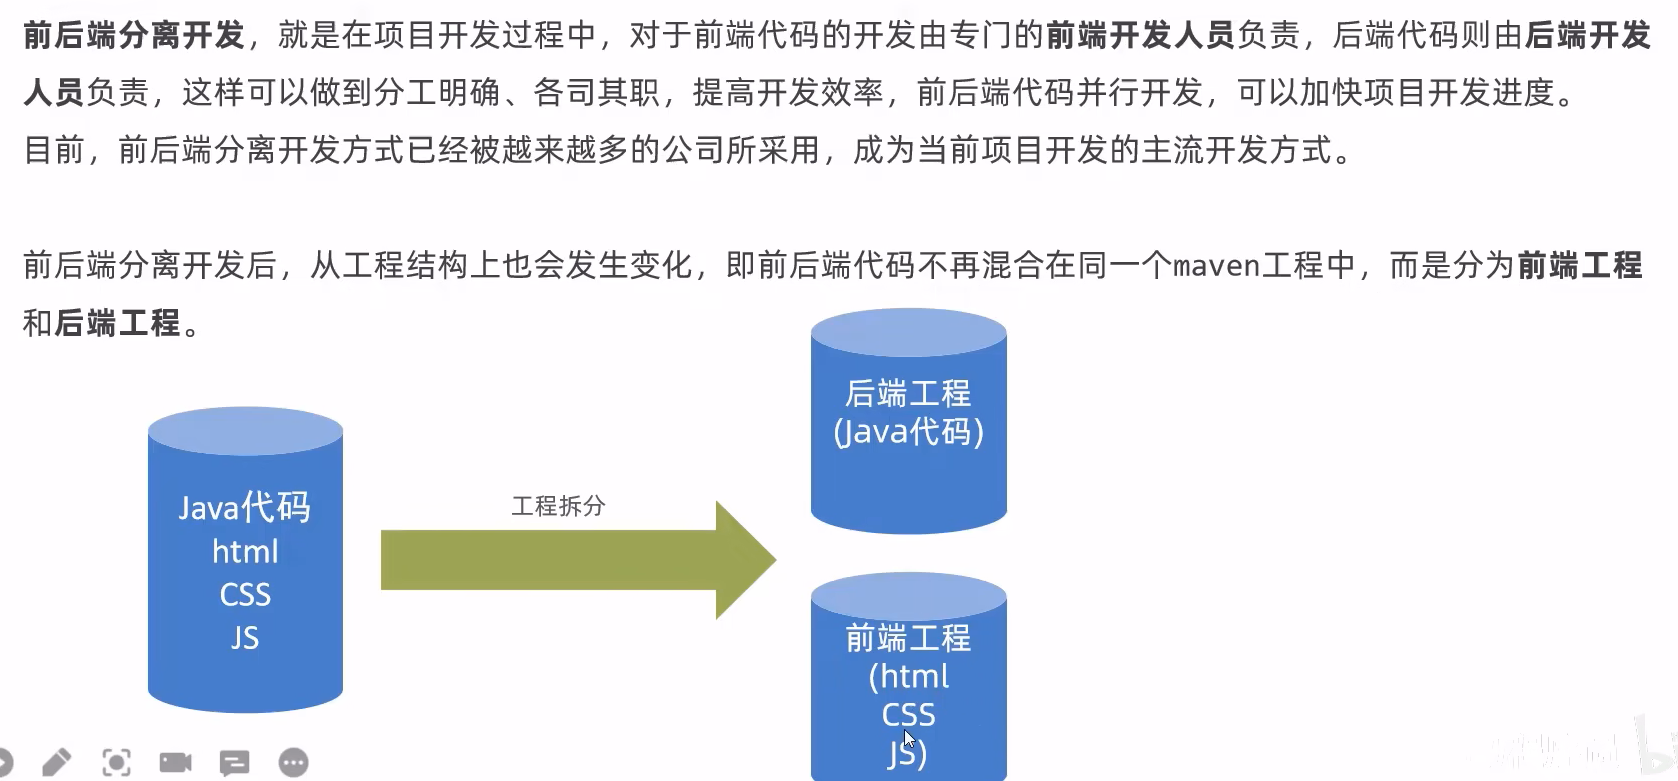 前后端分离开发，就是在项目开发过程中，对于前端代码的开发由专门的前端开发人员负责，后端代码则由后端开发
人员负责，这样可以做到分工明确、各司其职，提高开发效率，前后端代码并行开发，可以加快项目开发进度。
目前，前后端分离开发方式已经被越来越多的公司所采用，成为当前项目开发的主流开发方式。
前后端分离开发后，从工程结构上也会发生变化，即前后端代码不再混合在同一个maven工程中，而是分为前端工程
和后端工程。
Java代码
html
CSS
JS
工程拆分
后端工程
(Java代码)
前端工程
(html
CSS
JS)